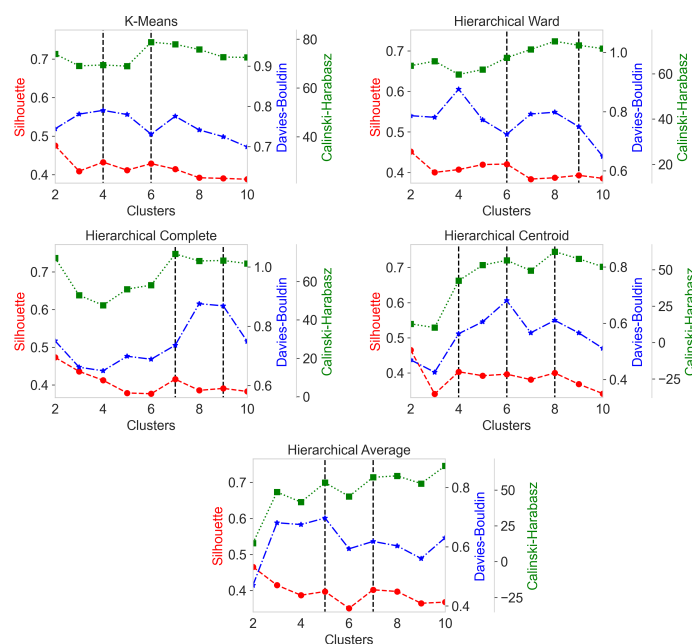 K-Means
Silhouette
0.7
0.6
0.5
0.4
2 4 6 8 10
Clusters
0.9
0.8
0.7
Davies-Bouldin
80
60
40
Calinski-Harabasz
Hierarchical Ward
Silhouette
0.7
0.6
0.5
0.4
2 4 6 8 10
Clusters
1.0
0.8
0.6
Davies-Bouldin
60
40
20
Calinski-Harabasz
Hierarchical Complete
Silhouette
0.7
0.6
0.5
0.4
2 4 6 8 10
Clusters
1.0
0.8
0.6
Davies-Bouldin
60
40
20
0
Calinski-Harabasz
Hierarchical Centroid
Silhouette
0.7
0.6
0.5
0.4
2 4 6 8 10
Clusters
0.8
0.6
0.4
Davies-Bouldin
50
25
0
−25
Calinski-Harabasz
Hierarchical Average
Silhouette
0.7
0.6
0.5
0.4
2 4 6 8 10
Clusters
0.8
0.6
0.4
Davies-Bouldin
50
25
0
−25
Calinski-Harabasz